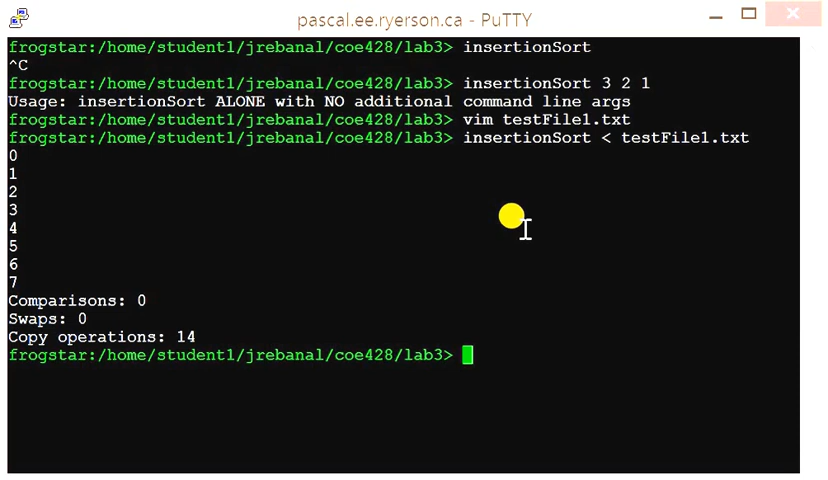 pascal.ee.ryerson.ca - PuTTY
frogstar:/home/student1/jrebanal/coe428/lab3> insertionSort
^C
frogstar:/home/student1/jrebanal/coe428/lab3> insertionSort 3 2 1
Usage: insertionSort ALONE with NO additional command line args
frogstar:/home/student1/jrebanal/coe428/lab3> vim testFile1.txt
frogstar:/home/student1/jrebanal/coe428/lab3> insertionSort < testFile1.txt
0
1
2
3
4
5
6
7
Comparisons: 0
Swaps: 0
Copy operations: 14
frogstar:/home/student1/jrebanal/coe428/lab3>